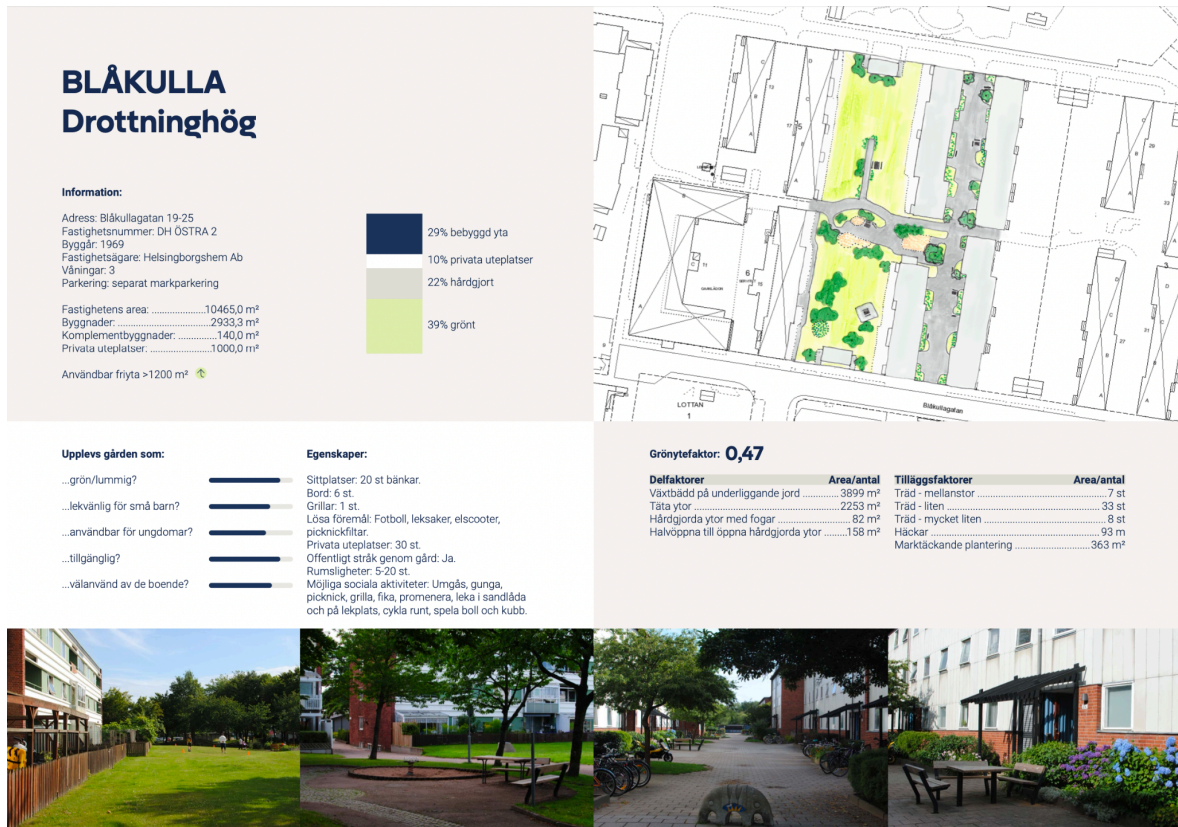 BLÅKULLA
Drottninghög
Information:
Adress: Blåkullagatan 19-25
Fastighetsnummer: DH ÖSTRA 2
Byggår: 1969
Fastighetsägare: Helsingborgshem Ab
Våningar: 3
Parkering: separat markparkering
Fastighetens area: ....................10465,0 m²
Byggnader: ..............................2933,3 m²
Komplementbyggnader: .............140,0 m²
Privata uteplatser: ....................1000,0 m²
Användbar friyta >1200 m²
29% bebyggd yta
10% privata uteplatser
22% hårdgjort
39% grönt
LOTTAN
1
Blåkullagatan
Upplevs gården som:
...grön/lummig?
...lekvänlig för små barn?
...användbar för ungdomar?
...tillgänglig?
...välanvänd av de boende?
Egenskaper:
Sittplatser: 20 st bänkar.
Bord: 6 st.
Grillar: 1 st.
Lösa föremål: Fotboll, leksaker, elscooter,
picknickfiltar.
Privata uteplatser: 30 st.
Offentligt stråk genom gård: Ja.
Rumsligheter: 5-20 st.
Möjliga sociala aktiviteter: Umgås, gunga,
picknick, grilla, fika, promenera, leka i sandlåda
och på lekplats, cykla runt, spela boll och kubb.
Grönytefaktor: 0,47
Delfaktorer Area/antal
Växtbädd på underliggande jord ............3899 m²
Täta ytor ..........................................2253 m²
Hårdgjorda ytor med fogar ......................82 m²
Halvöppna till öppna hårdgjorda ytor ......158 m²
Tilläggsfaktorer Area/antal
Träd - mellanstor ......................................7 st
Träd - liten ............................................33 st
Träd - mycket liten ...................................8 st
Häckar ..................................................93 m
Marktäckande plantering .......................363 m²